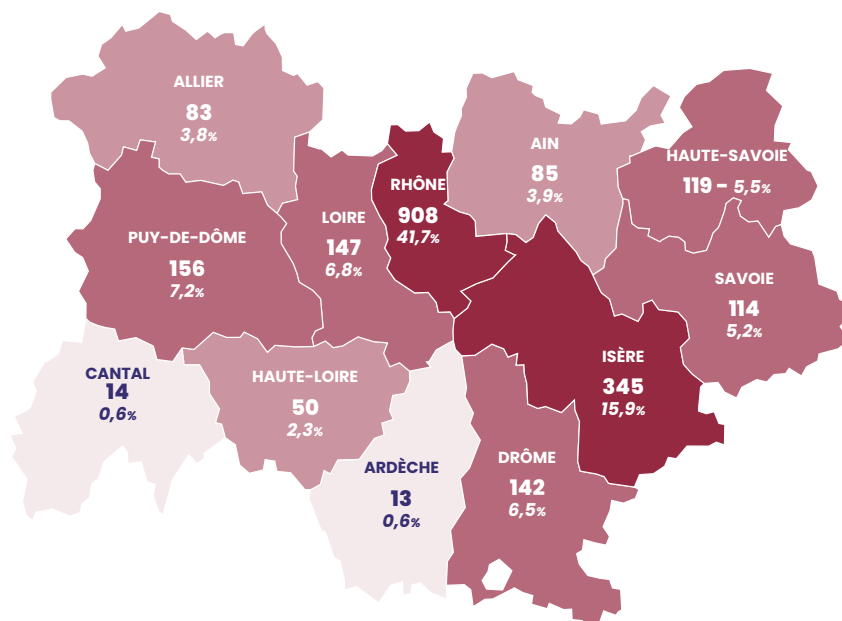 ALLIER
83
3,8%
AIN
85
3,9%
HAUTE-SAVOIE
119 - 5,5%
RHÔNE
908
41,7%
LOIRE
147
6,8%
PUY-DE-DÔME
156
7,2%
SAVOIE
114
5,2%
ISÈRE
345
15,9%
CANTAL
14
0,6%
HAUTE-LOIRE
50
2,3%
ARDÈCHE
13
0,6%
DRÔME
142
6,5%